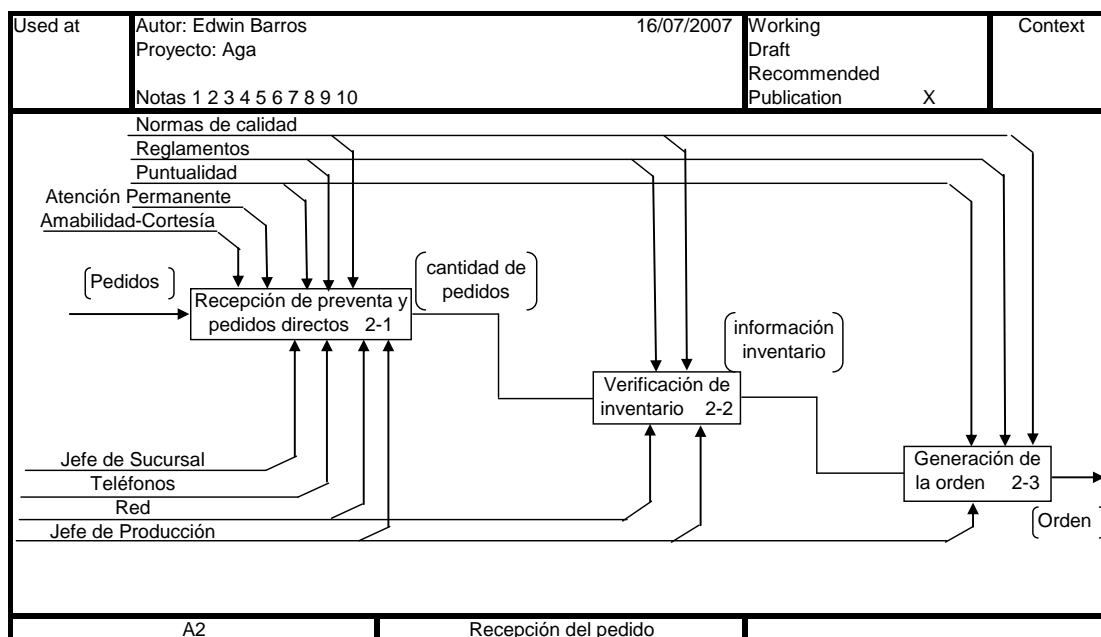 Used at
Autor: Edwin Barros 16/07/2007
Proyecto: Aga
Notas 1 2 3 4 5 6 7 8 9 10
Working
Draft
Recommended
Publication X
Context
Normas de calidad
Reglamentos
Puntualidad
Atención Permanente
Amabilidad-Cortesía
Pedidos
Recepción de preventa y
pedidos directos 2-1
cantidad de
pedidos
información
inventario
Verificación de
inventario 2-2
Generación de
la orden 2-3
Orden
Jefe de Sucursal
Teléfonos
Red
Jefe de Producción
A2
Recepción del pedido